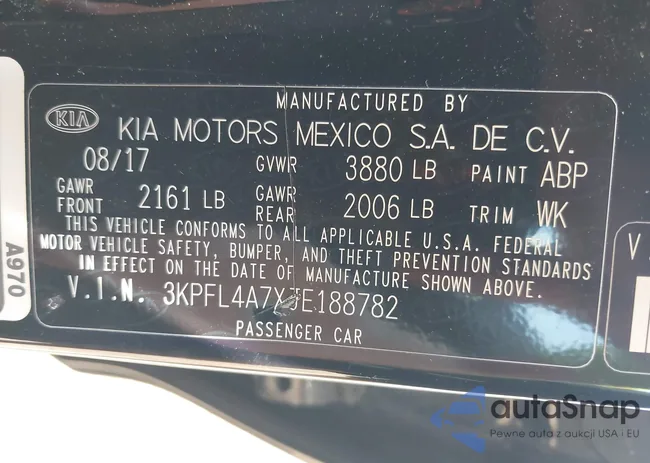 MANUFACTURED BY
KIA KIA MOTORS MEXICO S.A. DE C.V.
08/17 GVWR 3880 LB PAINT ABP
GAWR FRONT 2161 LB GAWR REAR 2006 LB TRIM WK
THIS VEHICLE CONFORMS TO ALL APPLICABLE U.S.A. FEDERAL
MOTOR VEHICLE SAFETY, BUMPER, AND THEFT PREVENTION STANDARDS
IN EFFECT ON THE DATE OF MANUFACTURE SHOWN ABOVE.
V.I.N. 3KPFL4A7XJE188782
PASSENGER CAR
A970
V
autaSnap
Pewne auta z aukcji USA i EU